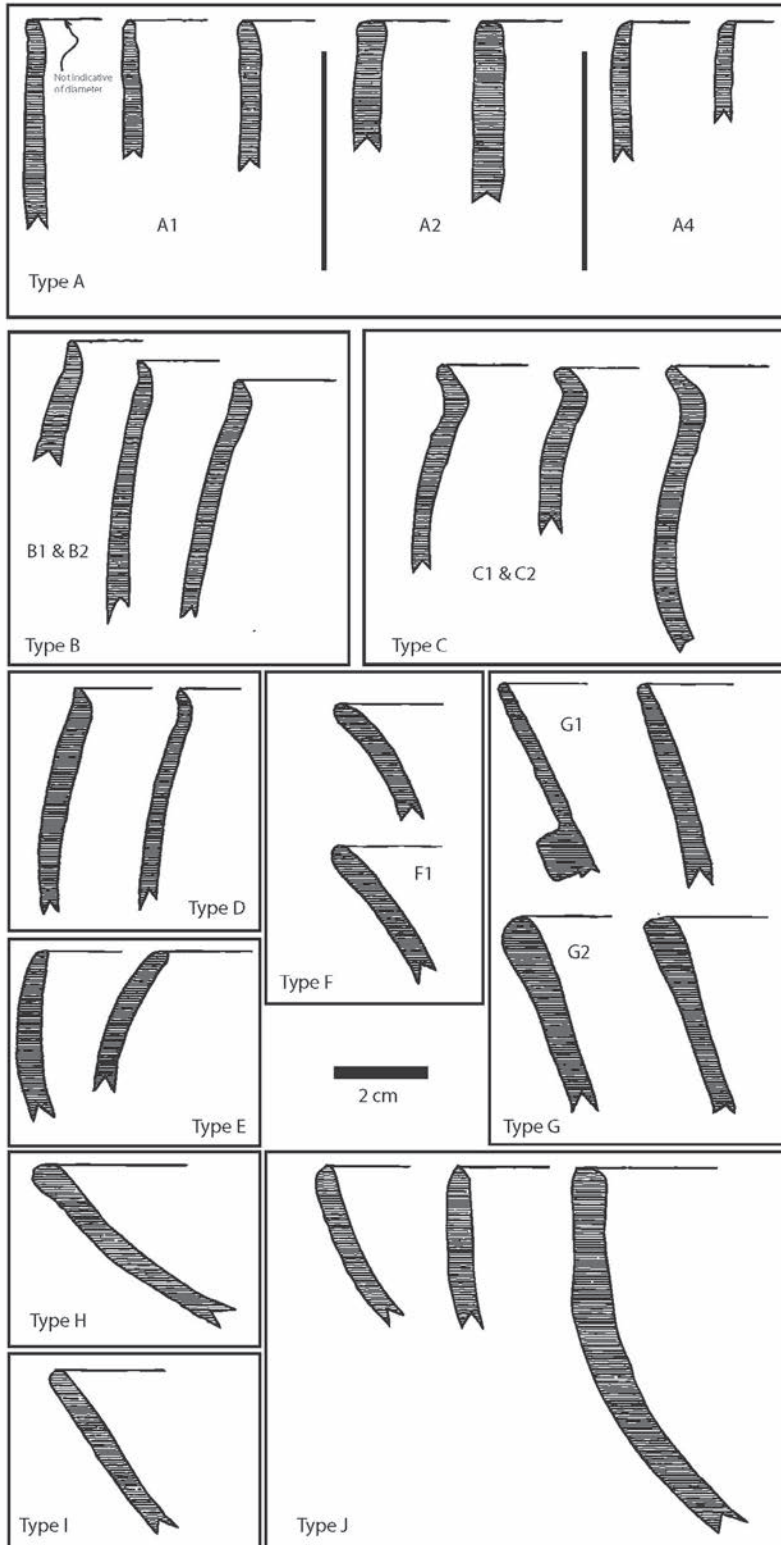 Not indicative
of diameter
A1
A2
A4
Type A
B1 & B2
Type B
C1 & C2
Type C
Type D
F1
Type F
G1
G2
Type G
Type E
2 cm
Type H
Type I
Type J